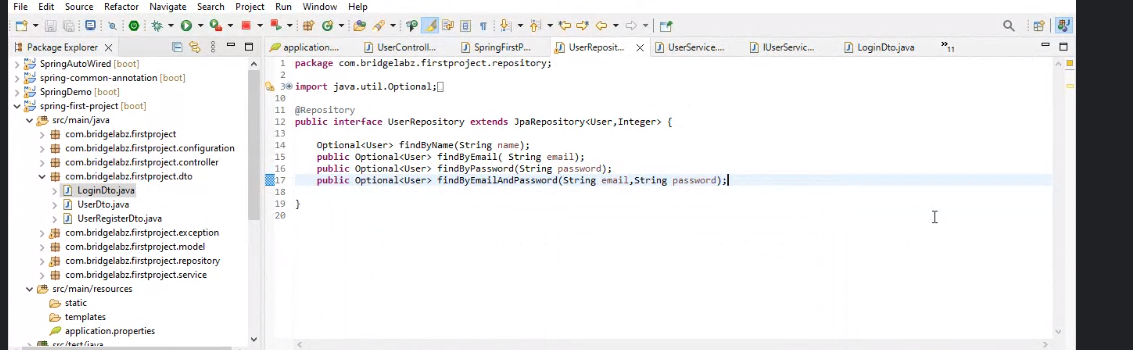 File Edit Source Refactor Navigate Search Project Run Window Help
Package Explorer
application....
UserControll...
SpringFirstP...
UserReposit...
UserService....
IUserServic...
LoginDto.java
»11
SpringAutoWired [boot]
spring-common-annotation [boot]
SpringDemo [boot]
spring-first-project [boot]
src/main/java
com.bridgelabz.firstproject
com.bridgelabz.firstproject.configuration
com.bridgelabz.firstproject.controller
com.bridgelabz.firstproject.dto
LoginDto.java
UserDto.java
UserRegisterDto.java
com.bridgelabz.firstproject.exception
com.bridgelabz.firstproject.model
com.bridgelabz.firstproject.repository
com.bridgelabz.firstproject.service
src/main/resources
static
templates
application.properties
src/test/java
1 package com.bridgelabz.firstproject.repository;
2
3 import java.util.Optional;
10
11 @Repository
12 public interface UserRepository extends JpaRepository<User,Integer> {
13
14 Optional<User> findByName(String name);
15 public Optional<User> findByEmail( String email);
16 public Optional<User> findByPassword(String password);
17 public Optional<User> findByEmailAndPassword(String email,String password);
18
19 }
20